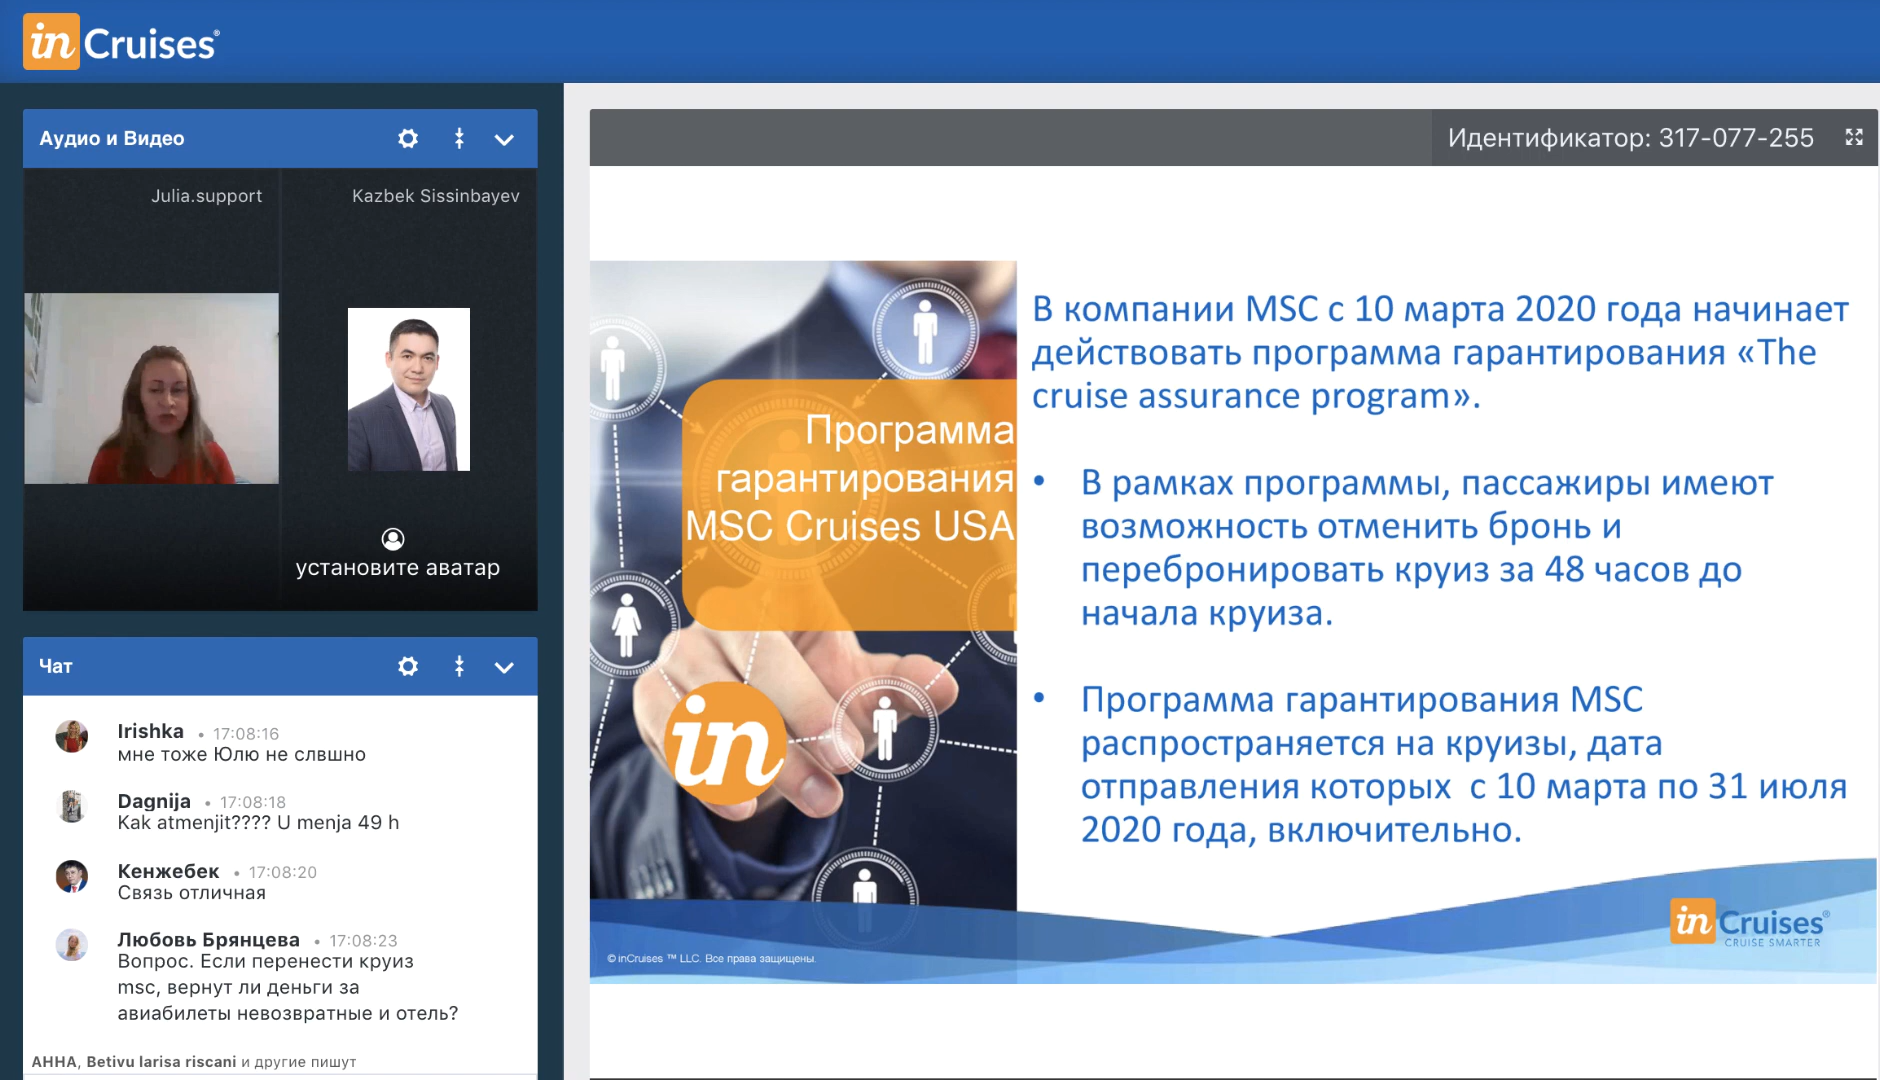 in Cruises®
Аудио и Видео
Julia.support
Kazbek Sissinbayev
установите аватар
Чат
Irishka • 17:08:16
мне тоже Юлю не слвшно
Dagnija • 17:08:18
Kak atmenjit???? U menja 49 h
Кенжебек • 17:08:20
Связь отличная
Любовь Брянцева • 17:08:23
Вопрос. Если перенести круиз
msc, вернут ли деньги за
авиабилеты невозвратные и отель?
АННА, Betivu larisa riscani и другие пишут
Идентификатор: 317-077-255
Программа
гарантирования
MSC Cruises USA
in
В компании MSC с 10 марта 2020 года начинает
действовать программа гарантирования «The
cruise assurance program».
• В рамках программы, пассажиры имеют
возможность отменить бронь и
перебронировать круиз за 48 часов до
начала круиза.
• Программа гарантирования MSC
распространяется на круизы, дата
отправления которых с 10 марта по 31 июля
2020 года, включительно.
© inCruises ™ LLC. Все права защищены.
in Cruises®
CRUISE SMARTER